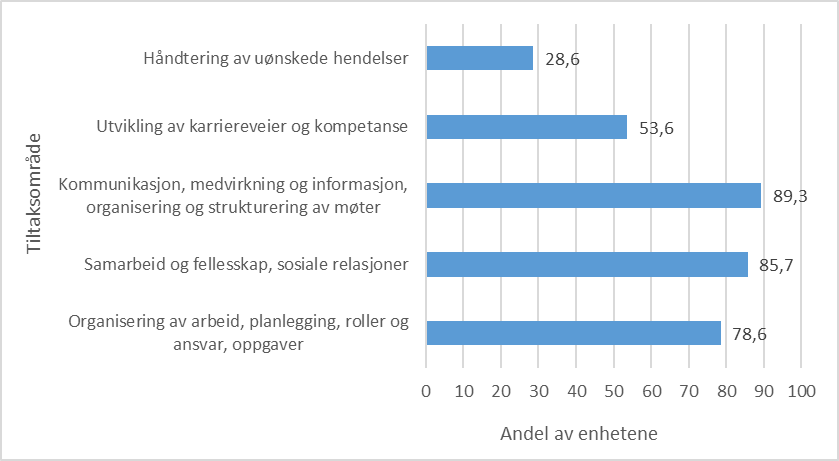 Tiltaksområde
Håndtering av uønskede hendelser
28,6
Utvikling av karriereveier og kompetanse
53,6
Kommunikasjon, medvirkning og informasjon,
organisering og strukturering av møter
89,3
Samarbeid og fellesskap, sosiale relasjoner
85,7
Organisering av arbeid, planlegging, roller og
ansvar, oppgaver
78,6
0 10 20 30 40 50 60 70 80 90 100
Andel av enhetene